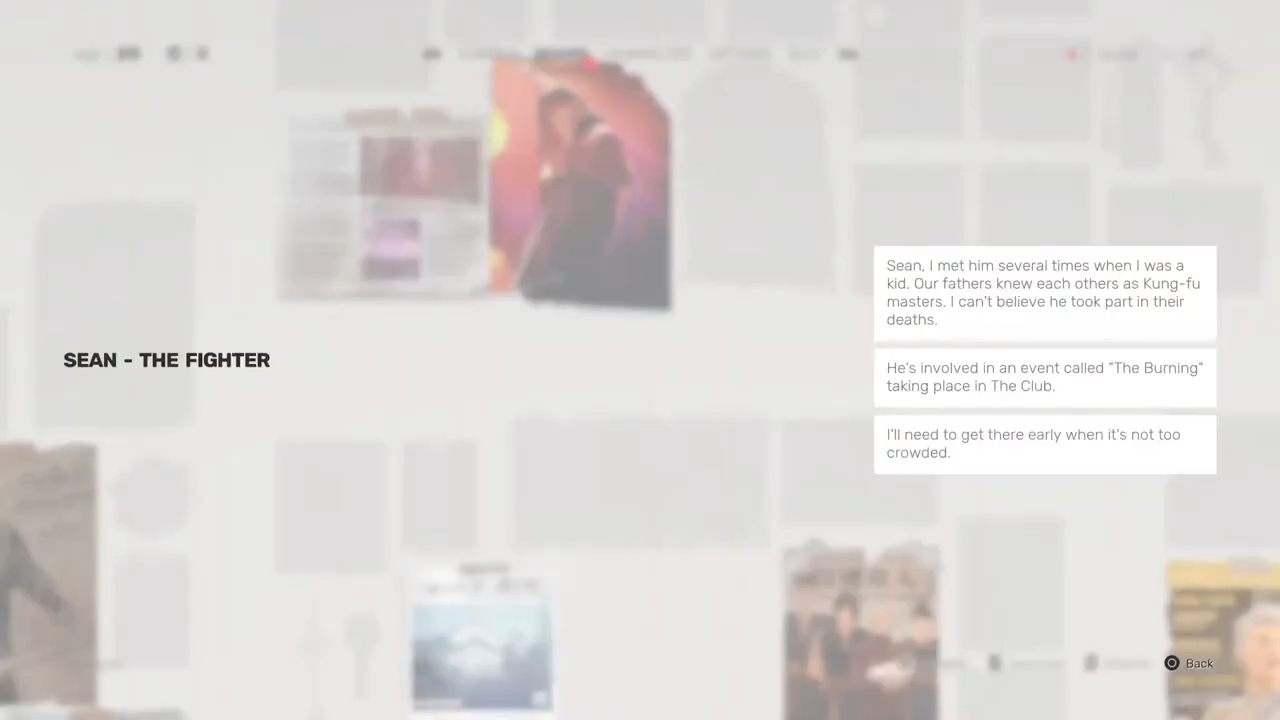 SEAN - THE FIGHTER
Sean, I met him several times when I was a
kid. Our fathers knew each others as Kung-fu
masters. I can't believe he took part in their
deaths.
He's involved in an event called "The Burning"
taking place in The Club.
I'll need to get there early when it's not too
crowded.
Back